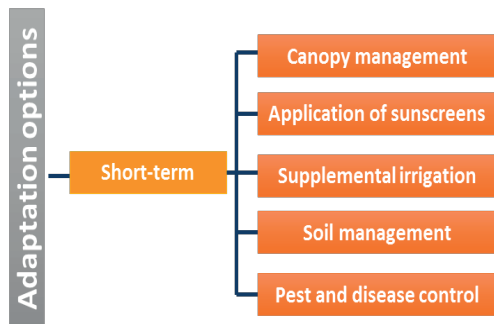 Adaptation options
Short-term
Canopy management
Application of sunscreens
Supplemental irrigation
Soil management
Pest and disease control